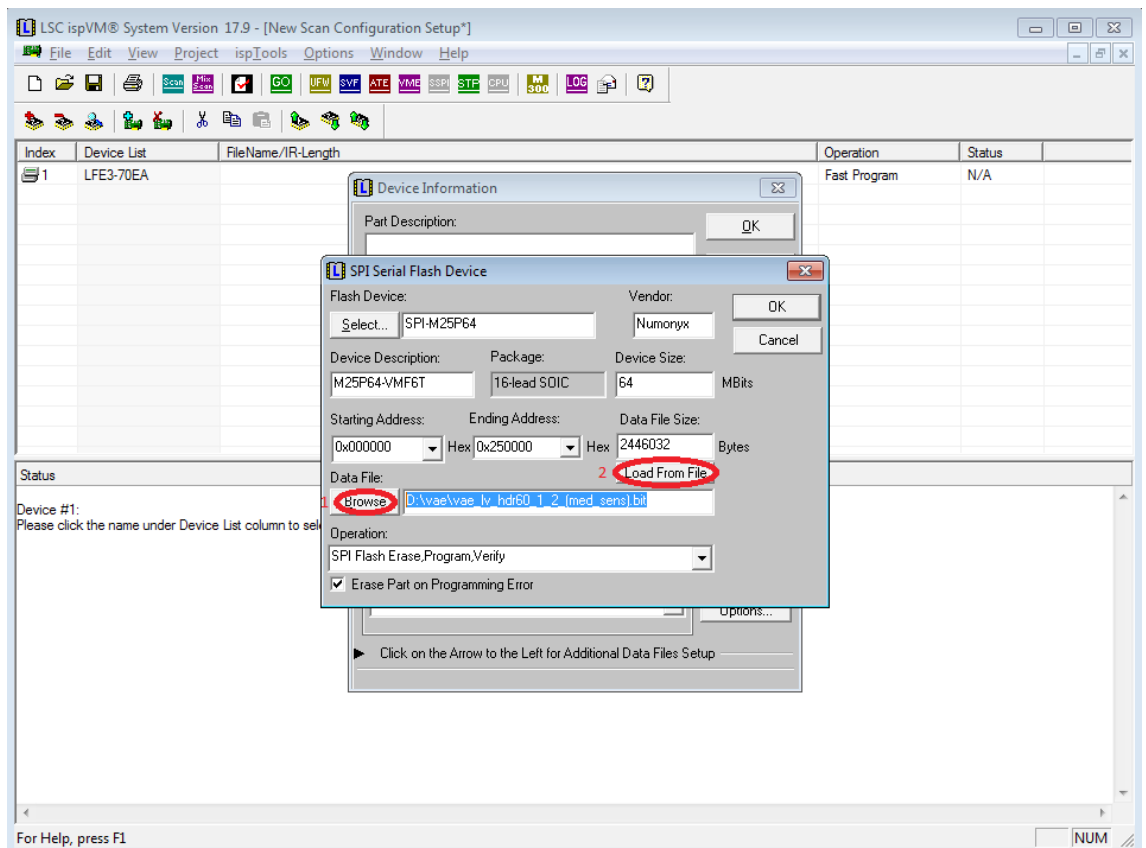 LSC ispVM® System Version 17.9 - [New Scan Configuration Setup*]
File Edit View Project ispTools Options Window Help
Scan Mix Scan GO UFW SVF ATE VME SSPI STP CPU M SOC LOG
Index Device List FileName/IR-Length Operation Status
1 LFE3-70EA Fast Program N/A
Device Information
Part Description:
OK
SPI Serial Flash Device
Flash Device: Vendor:
OK
Select... SPI-M25P64 Numonyx
Cancel
Device Description: Package: Device Size:
M25P64-VMF6T 16-lead SOIC 64 MBits
Starting Address: Ending Address: Data File Size:
0x000000 Hex 0x250000 Hex 2446032 Bytes
2 Load From File
Data File:
1 Browse D:\vae\vae_lv_hdr60_1_2_(med_sens).bit
Operation:
SPI Flash Erase,Program,Verify
Erase Part on Programming Error
Options...
Click on the Arrow to the Left for Additional Data Files Setup
Status
Device #1:
Please click the name under Device List column to sel
For Help, press F1 NUM